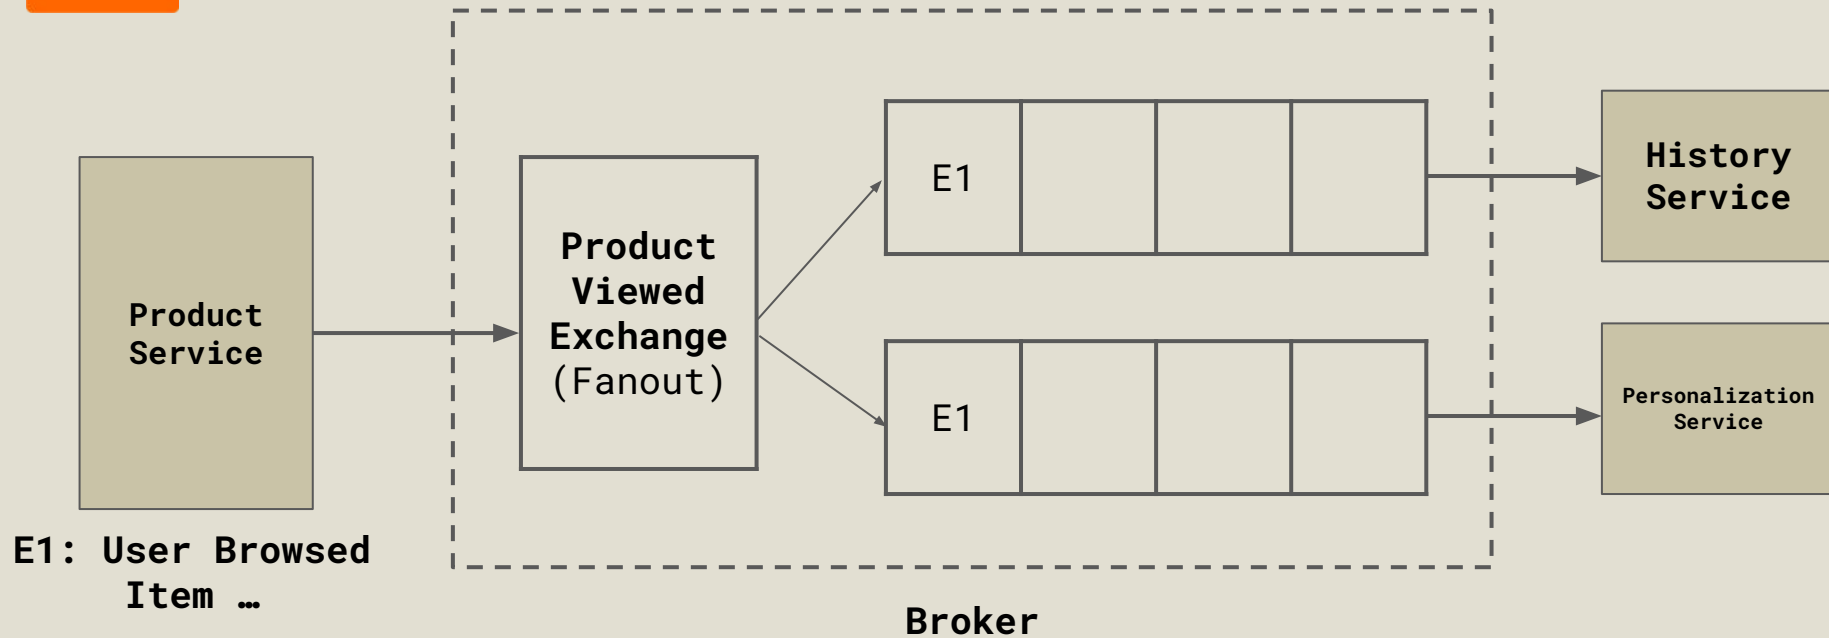 Product
Service
E1: User Browsed
Item …
Product
Viewed
Exchange
(Fanout)
E1
E1
History
Service
Personalization
Service
Broker